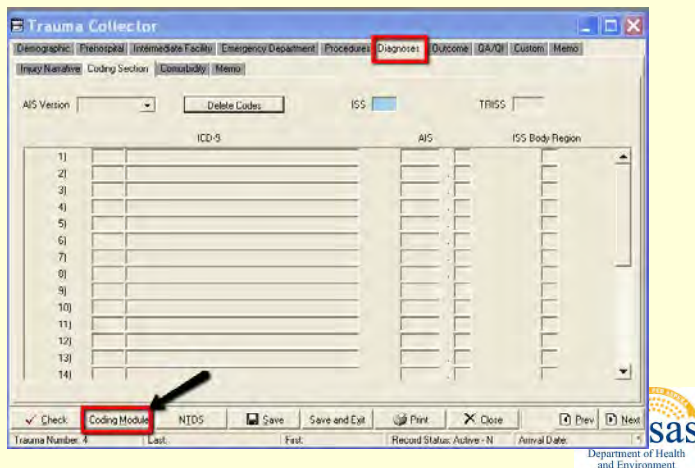 Trauma Collector
Demographic Prehospital Intermediate Facility Emergency Department Procedures Diagnoses Outcome QA/QI Custom Memo
Injury Narrative Coding Section Comorbidity Memo
AIS Version Delete Codes ISS TRISS
ICD-9 AIS ISS Body Region
1)
2)
3)
4)
5)
6)
7)
8)
9)
10)
11)
12)
13)
14)
Check Coding Module NTDS Save Save and Exit Print Close Prev Next
Trauma Number: 4 Last: First: Record Status: Active - N Arrival Date:
sas
Department of Health
and Environment